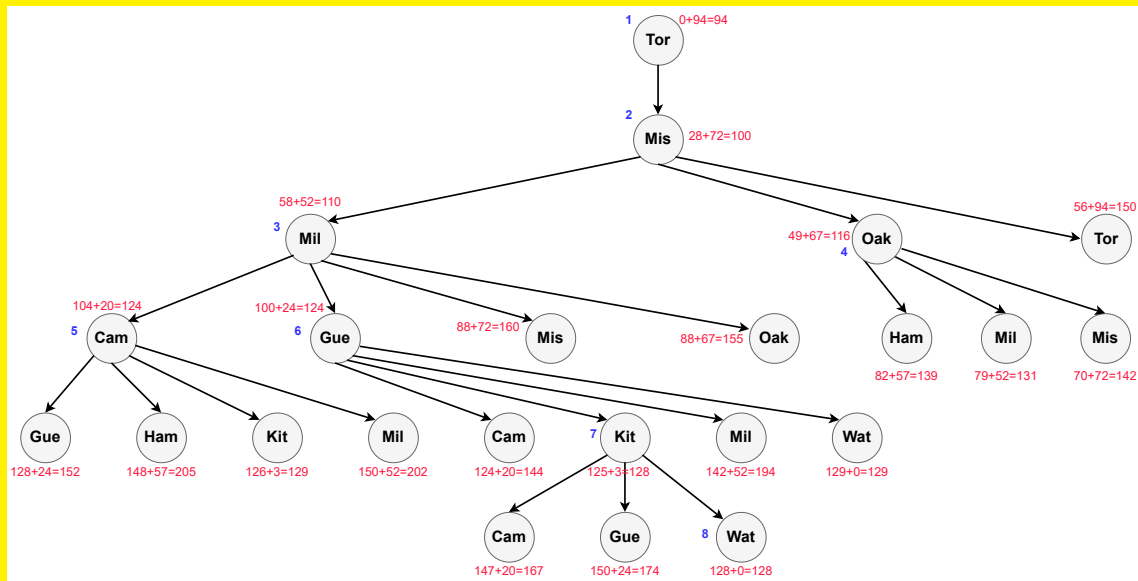 1
0+94=94
Tor
2
Mis
28+72=100
58+52=110
3
Mil
49+67=116
4
Oak
56+94=150
Tor
104+20=124
5
Cam
100+24=124
6
Gue
88+72=160
Mis
88+67=155
Oak
Ham
82+57=139
Mil
79+52=131
Mis
70+72=142
Gue
128+24=152
Ham
148+57=205
Kit
126+3=129
Mil
150+52=202
Cam
124+20=144
7
Kit
125+3=128
Mil
142+52=194
Wat
129+0=129
Cam
147+20=167
Gue
150+24=174
8
Wat
128+0=128